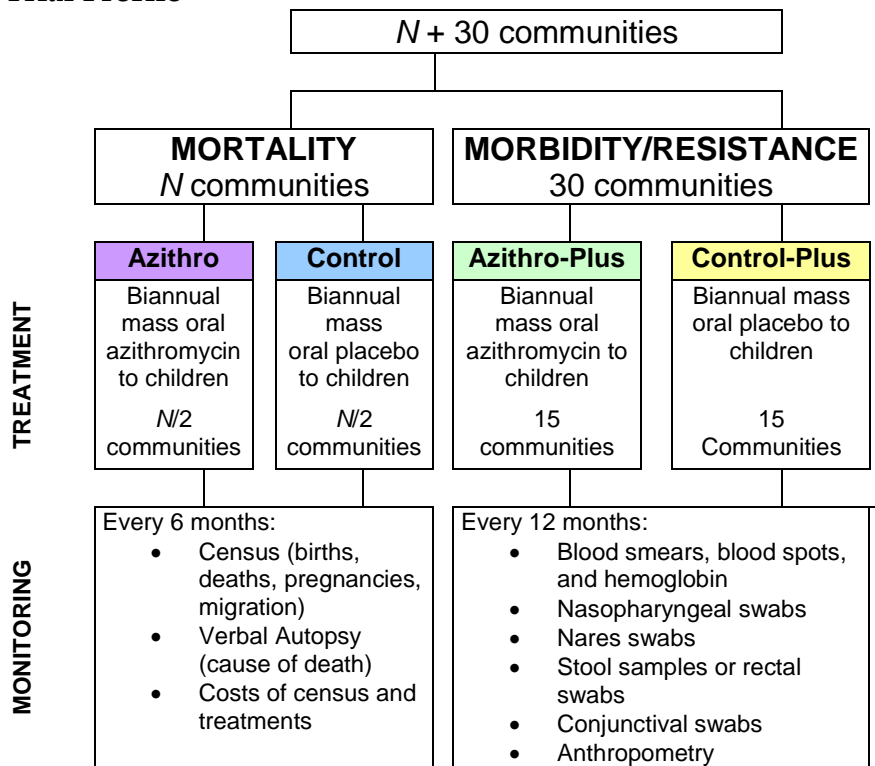 N + 30 communities
MORTALITY
N communities
MORBIDITY/RESISTANCE
30 communities
TREATMENT
Azithro
Biannual
mass oral
azithromycin
to children
N/2
communities
Control
Biannual
mass
oral placebo
to children
N/2
communities
Azithro-Plus
Biannual
mass oral
azithromycin to
children
15
communities
Control-Plus
Biannual mass
oral placebo to
children
15
Communities
MONITORING
Every 6 months:
• Census (births,
deaths, pregnancies,
migration)
• Verbal Autopsy
(cause of death)
• Costs of census and
treatments
Every 12 months:
• Blood smears, blood spots,
and hemoglobin
• Nasopharyngeal swabs
• Nares swabs
• Stool samples or rectal
swabs
• Conjunctival swabs
• Anthropometry